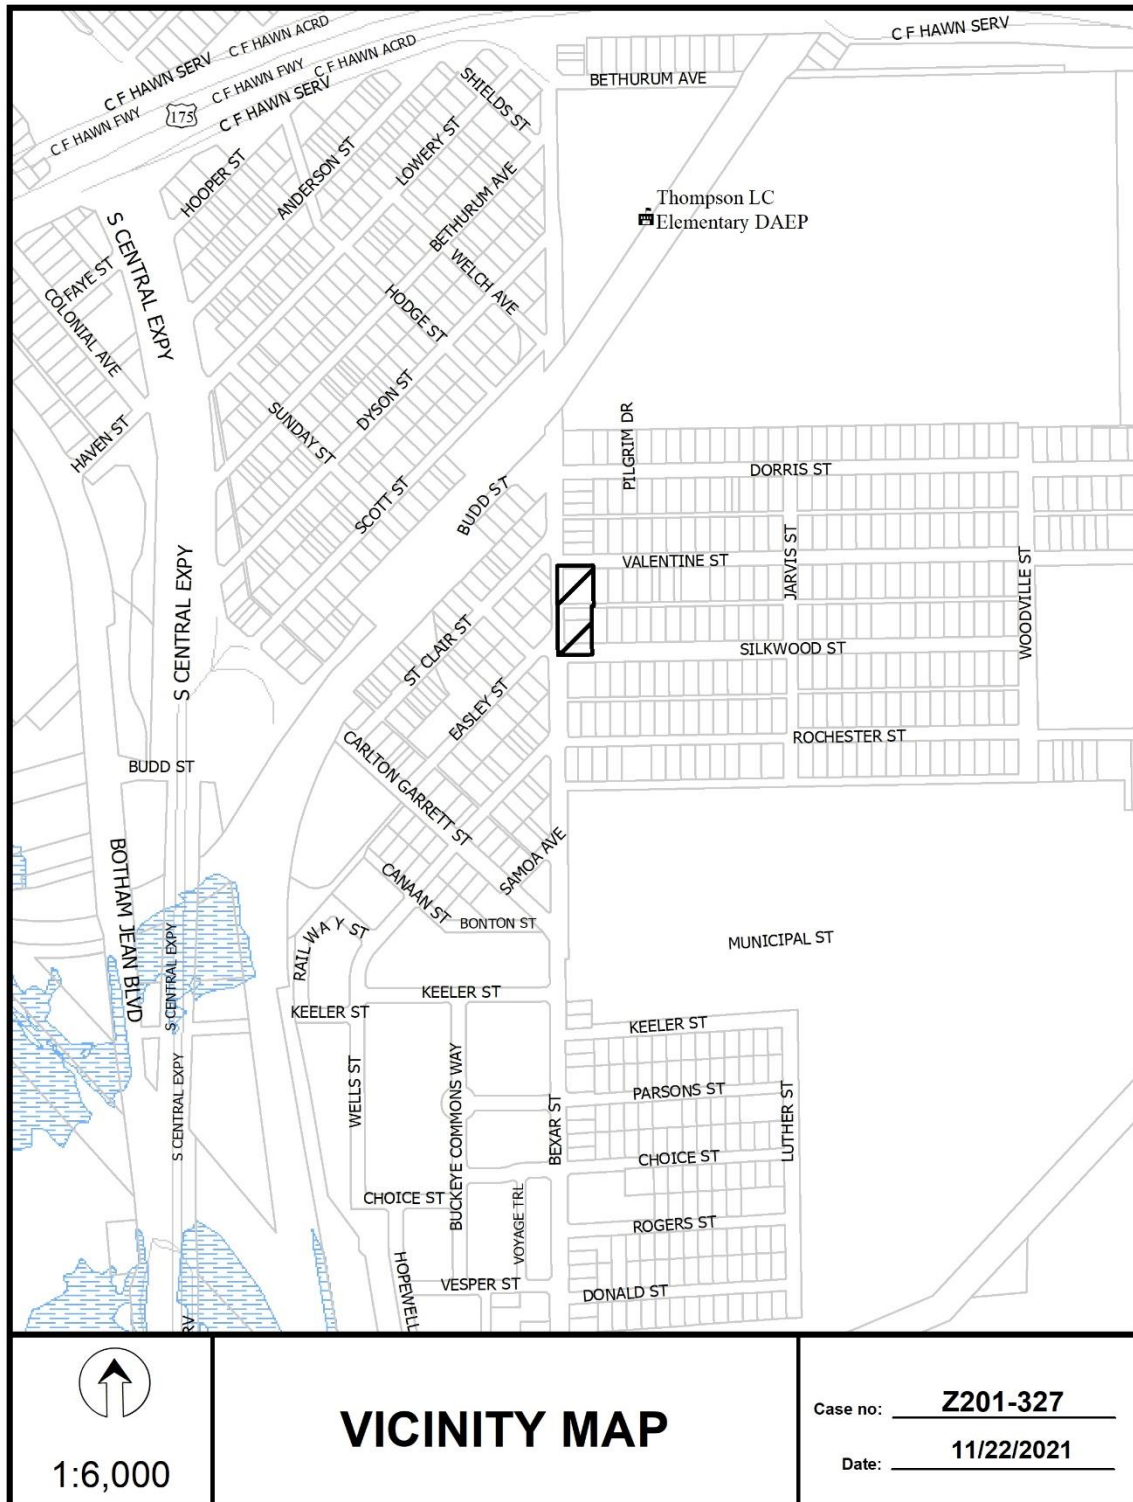 C F HAWN ACRD
C F HAWN SERV
C F HAWN SERV
C F HAWN FWY
C F HAWN ACRD
C F HAWN FWY
175
C F HAWN SERV
SHIELDS ST
BETHURUM AVE
HOOPER ST
ANDERSON ST
LOWERY ST
BETHURUM AVE
Thompson LC
Elementary DAEP
S CENTRAL EXPY
FAYE ST
COLONIAL AVE
WELCH AVE
HODGE ST
HAVEN ST
SUNDAY ST
DYSON ST
SCOTT ST
BUDD ST
PILGRIM DR
DORRIS ST
VALENTINE ST
JARVIS ST
WOODVILLE ST
S CENTRAL EXPY
ST CLAIR ST
SILKWOOD ST
EASLEY ST
ROCHESTER ST
BUDD ST
CARLTON GARRETT ST
SAMOA AVE
CANAAN ST
BONTON ST
BOTHAM JEAN BLVD
S CENTRAL EXPY
RAILWAY ST
MUNICIPAL ST
KEELER ST
KEELER ST
KEELER ST
S CENTRAL EXPY
WELLS ST
BUCKEYE COMMONS WAY
BEXAR ST
PARSONS ST
LUTHER ST
CHOICE ST
CHOICE ST
VOYAGE TRL
ROGERS ST
HOPEWELL
VESPER ST
DONALD ST
RV
1:6,000
VICINITY MAP
Case no: Z201-327
Date: 11/22/2021